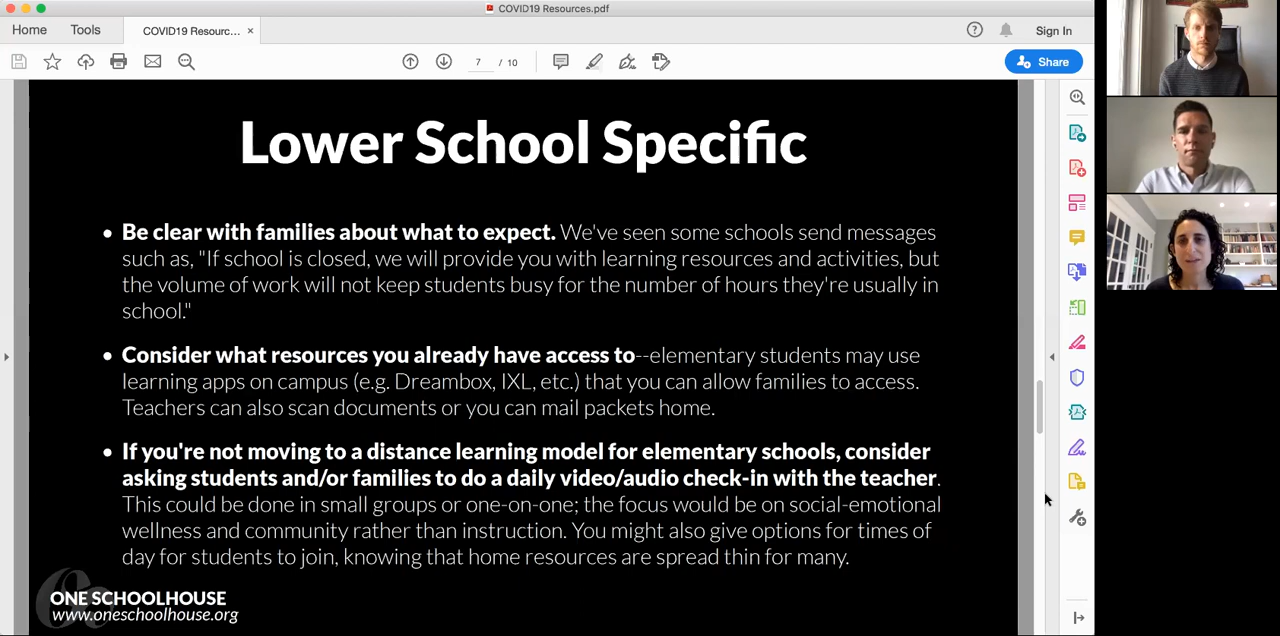 COVID19 Resources.pdf
Home Tools COVID19 Resourc... × Sign In
7 / 10 Share
Lower School Specific
• Be clear with families about what to expect. We've seen some schools send messages
such as, "If school is closed, we will provide you with learning resources and activities, but
the volume of work will not keep students busy for the number of hours they're usually in
school."
• Consider what resources you already have access to--elementary students may use
learning apps on campus (e.g. Dreambox, IXL, etc.) that you can allow families to access.
Teachers can also scan documents or you can mail packets home.
• If you're not moving to a distance learning model for elementary schools, consider
asking students and/or families to do a daily video/audio check-in with the teacher.
This could be done in small groups or one-on-one; the focus would be on social-emotional
wellness and community rather than instruction. You might also give options for times of
day for students to join, knowing that home resources are spread thin for many.
ONE SCHOOLHOUSE
www.oneschoolhouse.org